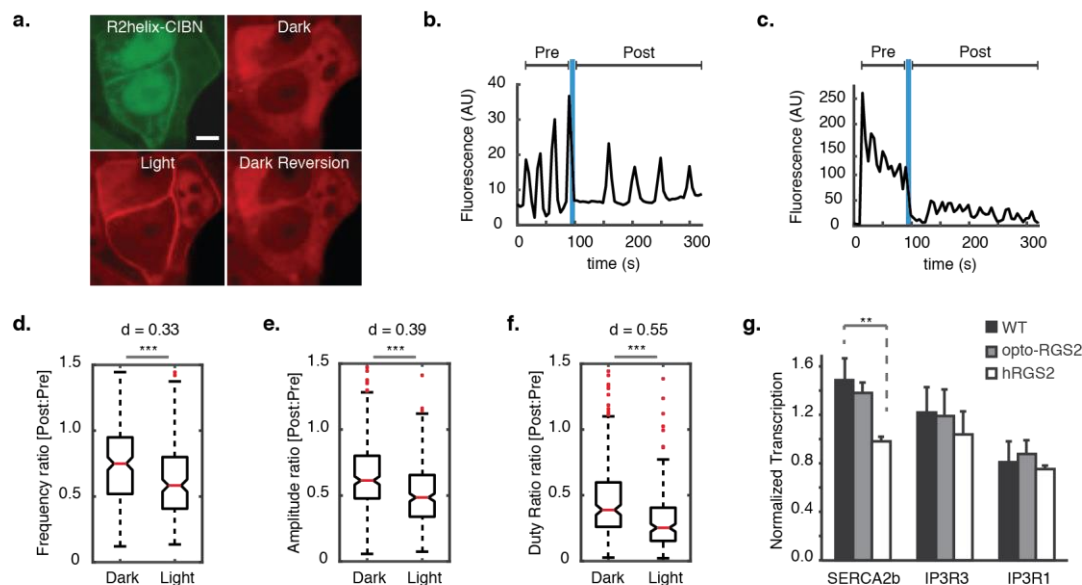 a.
R2helix-CIBN
Dark
Light
Dark Reversion
b.
Pre
Post
Fluorescence (AU)
40
30
20
10
0
0
100
200
300
time (s)
c.
Pre
Post
Fluorescence (AU)
250
200
150
100
50
0
0
100
200
300
time (s)
d.
d = 0.33
***
Frequency ratio [Post:Pre]
1.5
1.0
0.5
0
Dark
Light
e.
d = 0.39
***
Amplitude ratio [Post:Pre]
1.5
1.0
0.5
0
Dark
Light
f.
d = 0.55
***
Duty Ratio ratio [Post:Pre]
1.5
1.0
0.5
0
Dark
Light
g.
**
WT
opto-RGS2
hRGS2
Normalized Transcription
1.6
1.2
0.8
0.4
0.0
SERCA2b
IP3R3
IP3R1